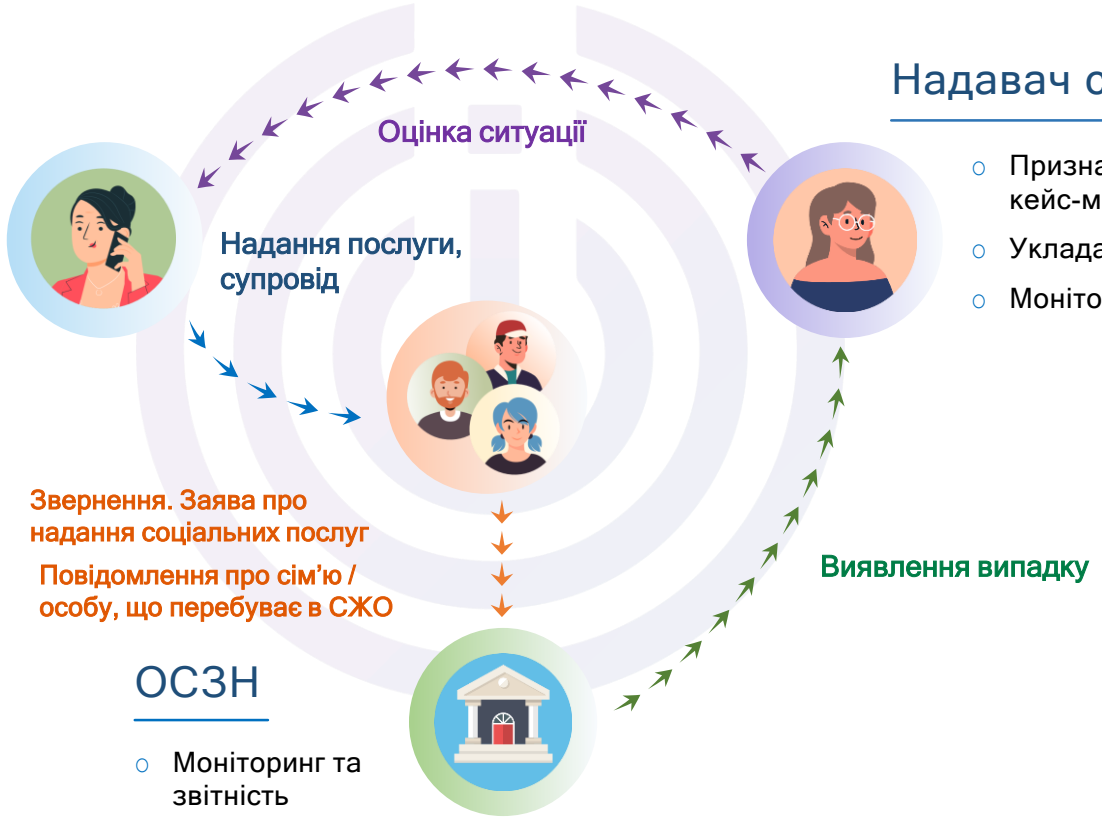 Надавач с
Оцінка ситуації
Призна
кейс-м
Уклада
Моніто
Надання послуги,
супровід
Звернення. Заява про
надання соціальних послуг
Повідомлення про сім’ю /
особу, що перебуває в СЖО
Виявлення випадку
ОСЗН
Моніторинг та
звітність